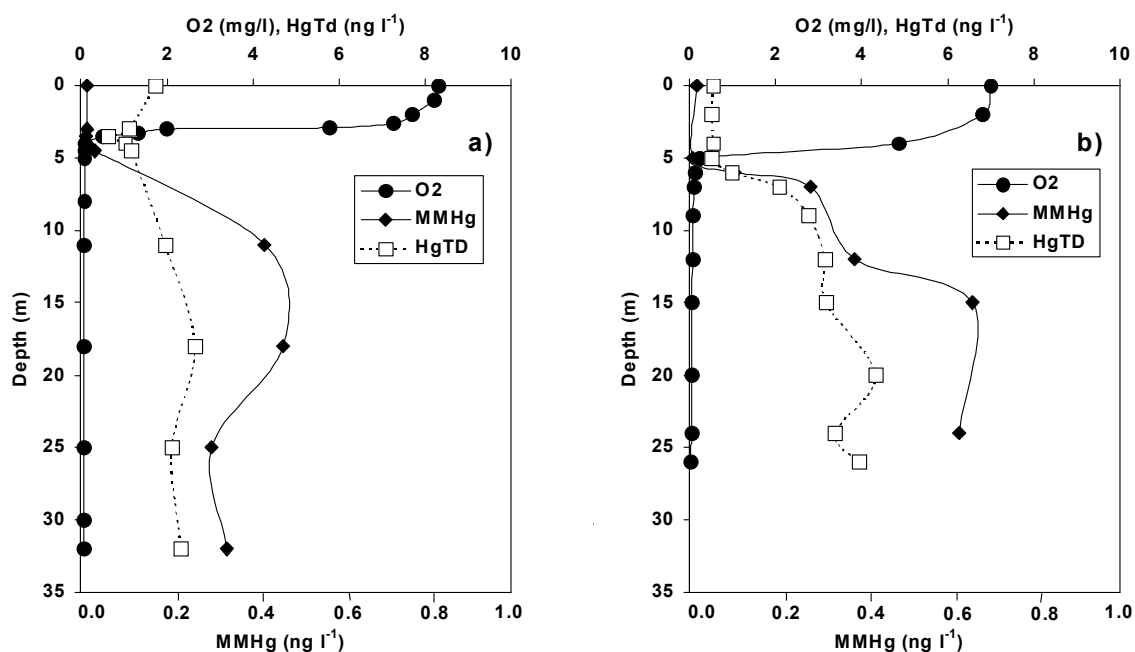 O2 (mg/l), HgTd (ng l-1)
0 2 4 6 8 10
0
5
10
15
20
25
30
35
Depth (m)
a)
O2
MMHg
HgTD
0.0 0.2 0.4 0.6 0.8 1.0
MMHg (ng l-1)
O2 (mg/l), HgTd (ng l-1)
0 2 4 6 8 10
0
5
10
15
20
25
30
35
Depth (m)
b)
O2
MMHg
HgTD
0.0 0.2 0.4 0.6 0.8 1.0
MMHg (ng l-1)